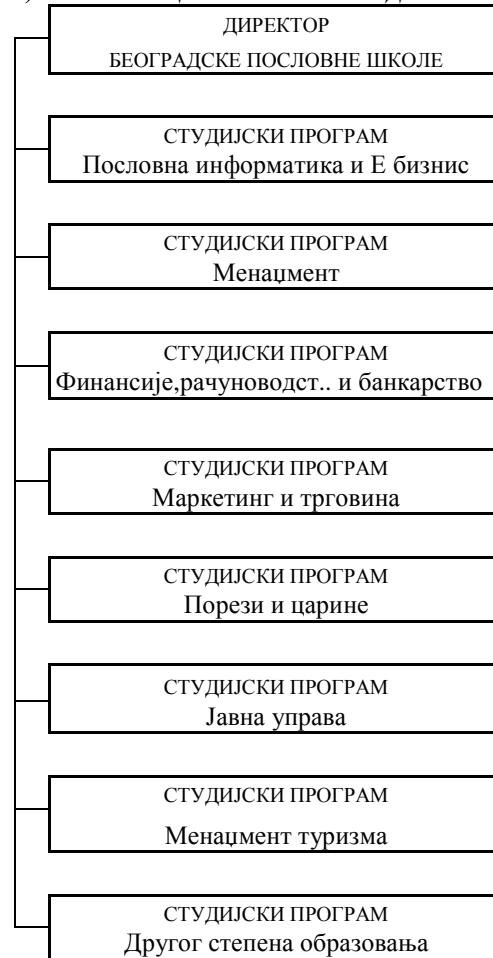 ДИРЕКТОР
БЕОГРАДСКЕ ПОСЛОВНЕ ШКОЛЕ
СТУДИЈСКИ ПРОГРАМ
Пословна информатика и Е бизнис
СТУДИЈСКИ ПРОГРАМ
Менаџмент
СТУДИЈСКИ ПРОГРАМ
Финансије,рачуноводст.. и банкарство
СТУДИЈСКИ ПРОГРАМ
Маркетинг и трговина
СТУДИЈСКИ ПРОГРАМ
Порези и царине
СТУДИЈСКИ ПРОГРАМ
Јавна управа
СТУДИЈСКИ ПРОГРАМ
Менаџмент туризма
СТУДИЈСКИ ПРОГРАМ
Другог степена образовања